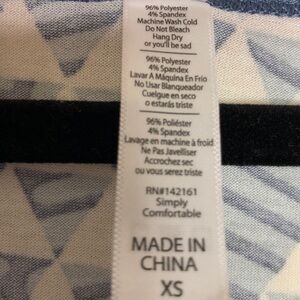 96% Polyester
4% Spandex
Machine Wash Cold
Do Not Bleach
Hang Dry
or you'll be sad
96% Polyester
4% Spandex
Lavar A Máquina En Frío
No Usar Blanqueador
Cuelgue en seco
o estarás triste
96% Poliéster
4% Spandex
Lavage en machine à froid
Ne Pas Javelliser
Accrochez sec
ou vous serez triste
RN#142161
Simply
Comfortable
MADE IN
CHINA
XS